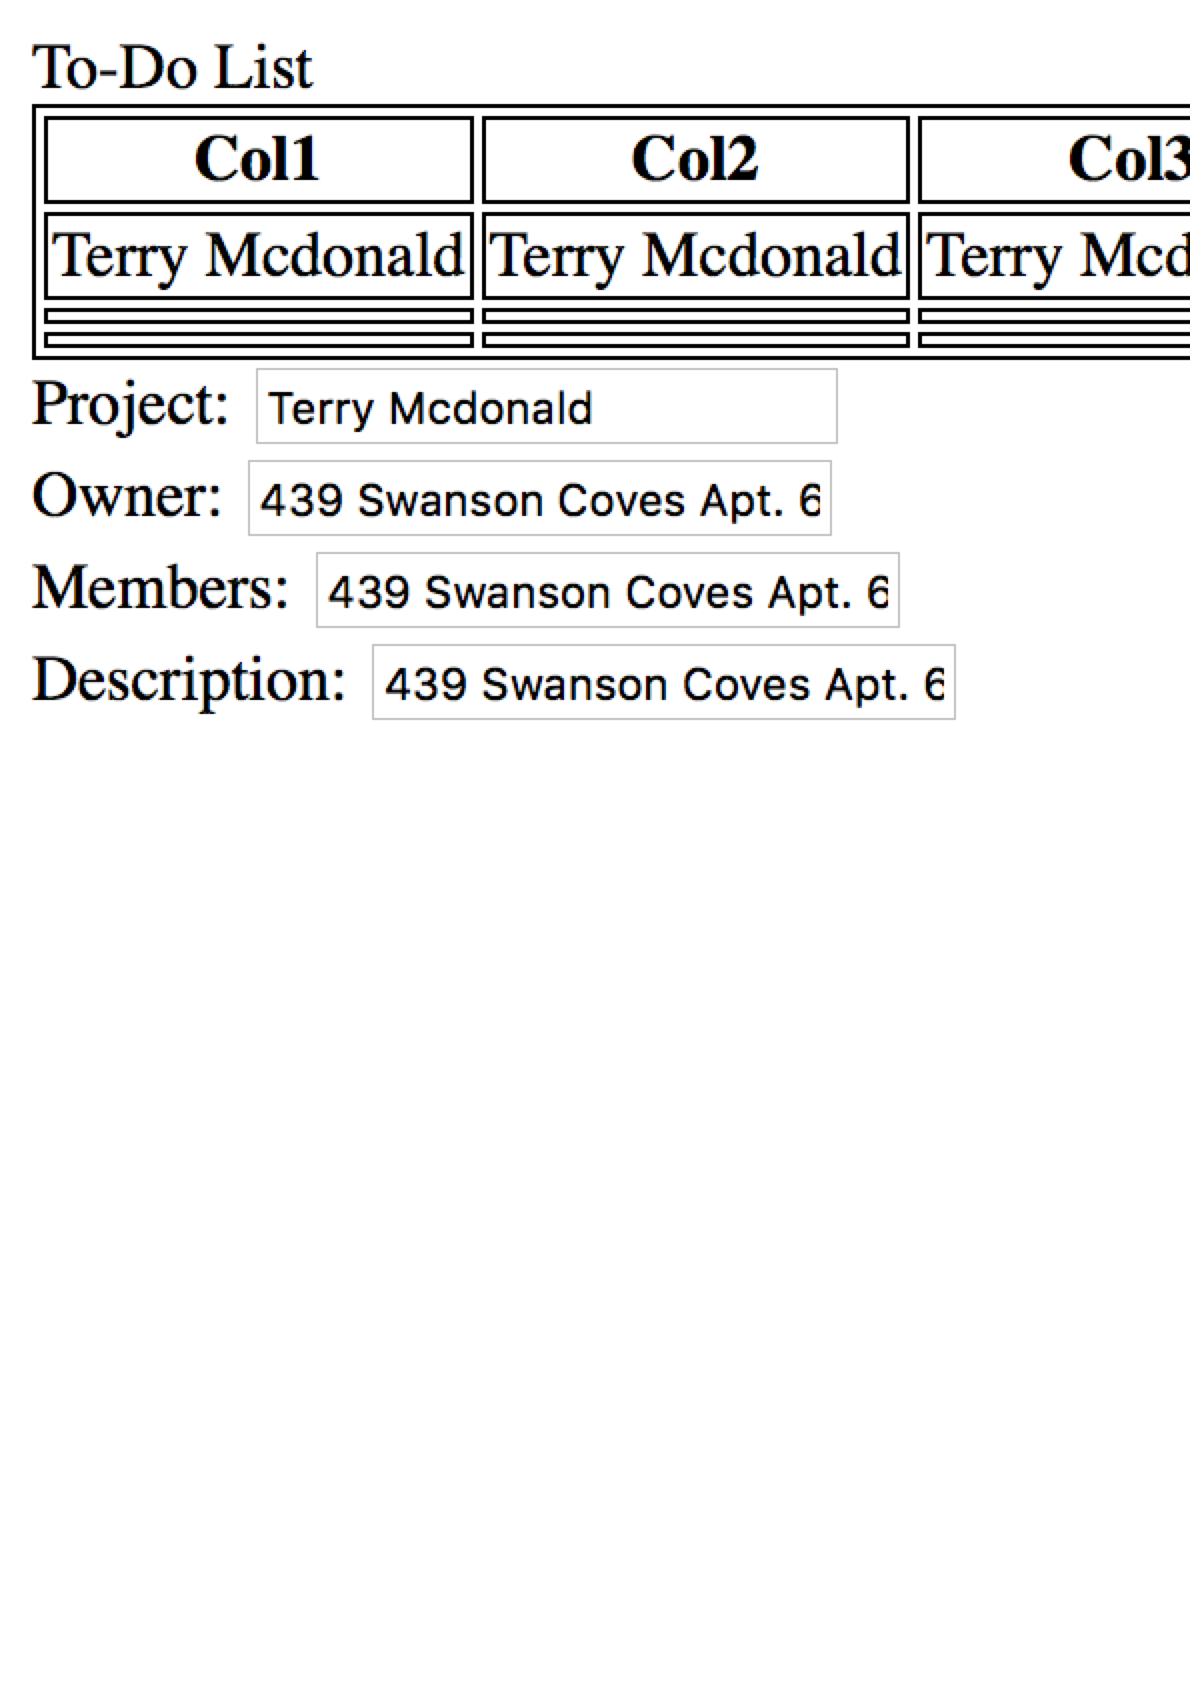 To-Do List
Col1 Col2 Col3
Terry Mcdonald Terry Mcdonald Terry
Project: Terry Mcdonald
Owner: 439 Swanson Coves Apt. 6
Members: 439 Swanson Coves Apt. 6
Description: 439 Swanson Coves Apt. 6